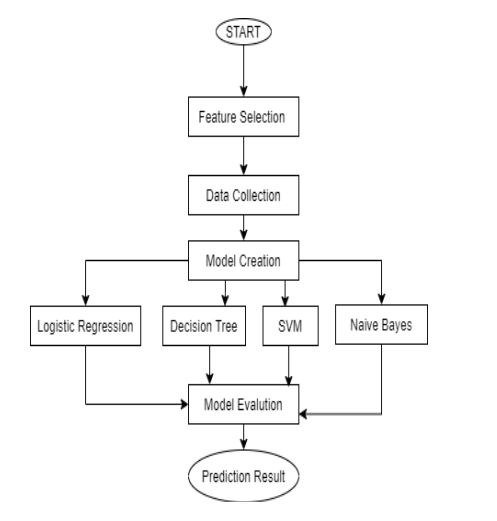 START
Feature Selection
Data Collection
Model Creation
Logistic Regression
Decision Tree
SVM
Naive Bayes
Model Evalution
Prediction Result